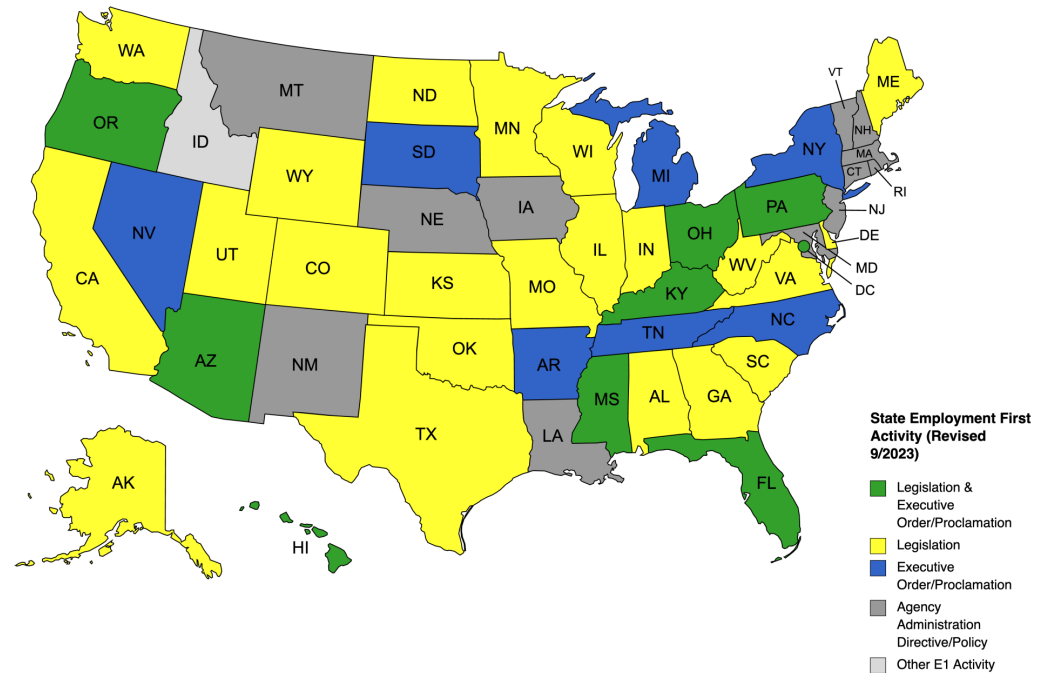 WA
MT
ND
MN
VT
ME
OR
ID
SD
WI
MI
NY
NH
MA
CT
RI
WY
NE
IA
PA
NJ
NV
UT
CO
KS
MO
IL
IN
OH
WV
VA
DE
MD
DC
CA
KY
AZ
NM
OK
AR
TN
NC
SC
TX
LA
MS
AL
GA
FL
AK
HI
State Employment First
Activity (Revised
9/2023)
Legislation &
Executive
Order/Proclamation
Legislation
Executive
Order/Proclamation
Agency
Administration
Directive/Policy
Other E1 Activity